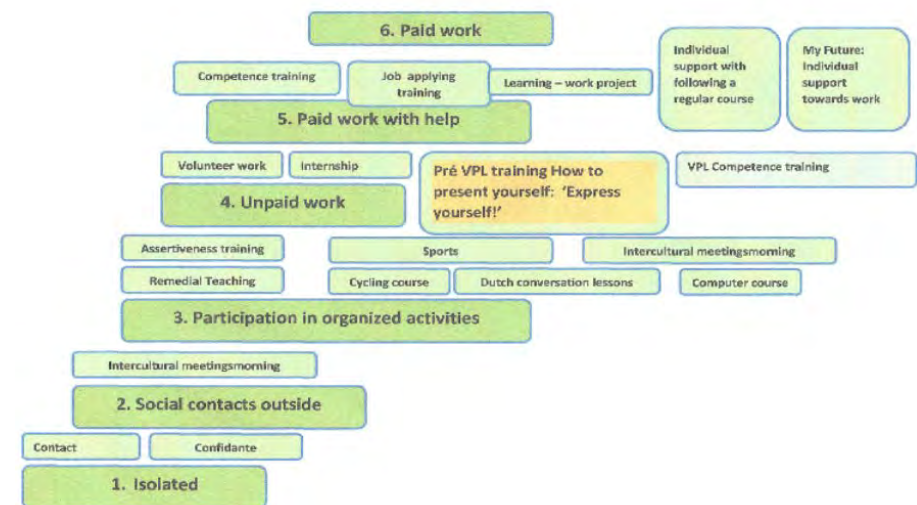 6. Paid work
Individual
support with
following a
regular course
My Future:
Individual
support
towards work
Competence training
Job applying
training
Learning – work project
5. Paid work with help
Volunteer work
Internship
Pré VPL training How to
present yourself: ‘Express
yourself!’
VPL Competence training
4. Unpaid work
Assertiveness training
Sports
Intercultural meetingsmorning
Remedial Teaching
Cycling course
Dutch conversation lessons
Computer course
3. Participation in organized activities
Intercultural meetingsmorning
2. Social contacts outside
Contact
Confidante
1. Isolated